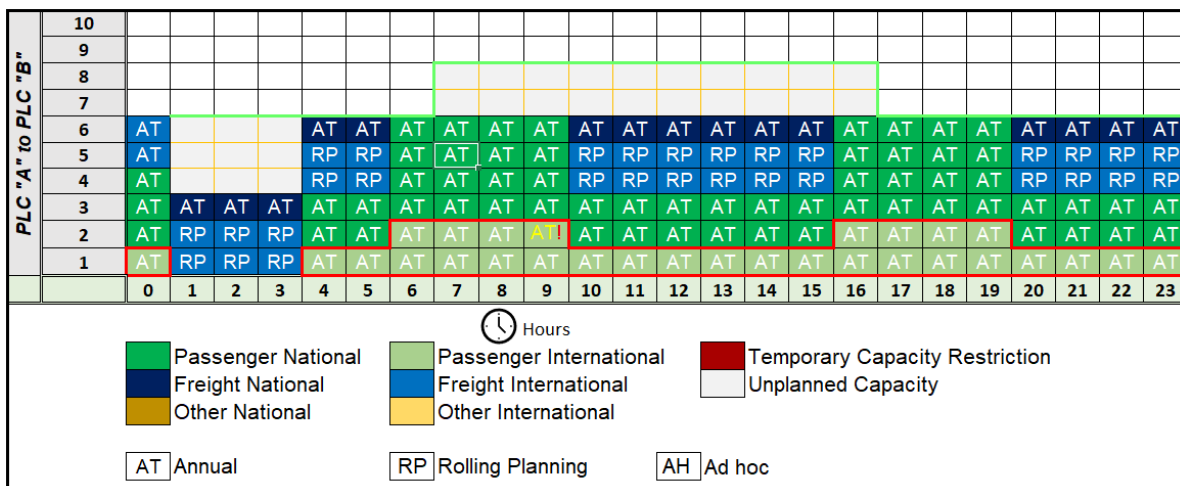 PLC "A" to PLC "B"
10
9
8
7
6 AT AT AT AT AT AT AT AT AT AT AT AT AT AT AT AT AT AT AT AT AT
5 AT RP RP AT AT AT AT RP RP RP RP RP RP AT AT AT AT RP RP RP RP
4 AT RP RP AT AT AT AT RP RP RP RP RP RP AT AT AT AT RP RP RP RP
3 AT AT AT AT AT AT AT AT AT AT AT AT AT AT AT AT AT AT AT AT AT AT AT AT
2 AT RP RP RP AT AT AT AT AT AT! AT AT AT AT AT AT AT AT AT AT AT AT AT AT
1 AT RP RP RP AT AT AT AT AT AT AT AT AT AT AT AT AT AT AT AT AT AT AT AT
0 1 2 3 4 5 6 7 8 9 10 11 12 13 14 15 16 17 18 19 20 21 22 23
Hours
Passenger National Passenger International Temporary Capacity Restriction
Freight National Freight International Unplanned Capacity
Other National Other International
AT Annual RP Rolling Planning AH Ad hoc